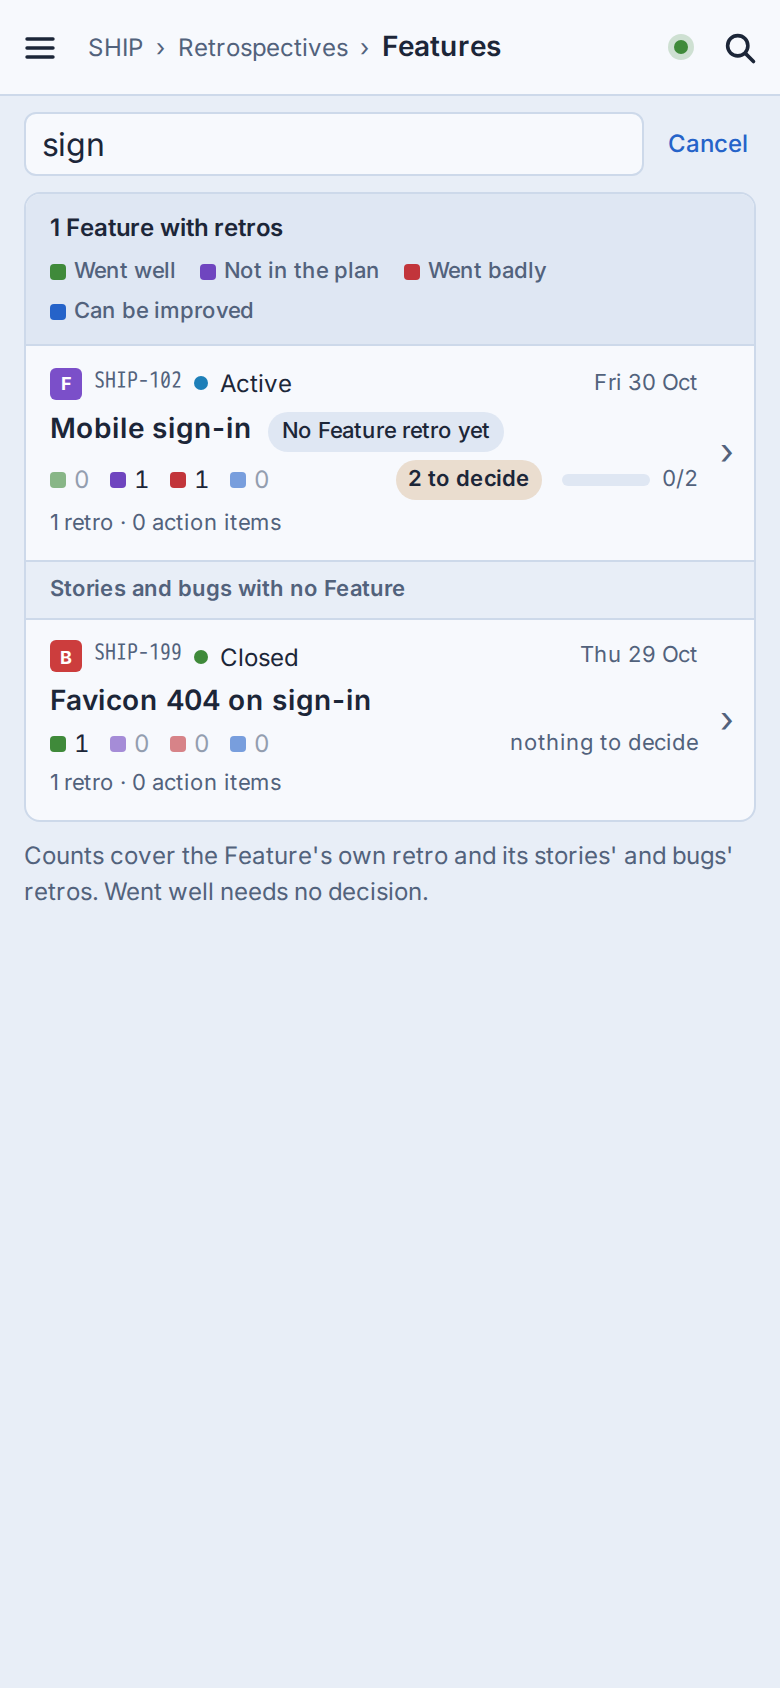 SHIP › Retrospectives › Features
sign
Cancel
1 Feature with retros
Went well Not in the plan Went badly
Can be improved
F SHIP-102 Active Fri 30 Oct
Mobile sign-in No Feature retro yet
0 1 1 0 2 to decide 0/2
1 retro · 0 action items
Stories and bugs with no Feature
B SHIP-199 Closed Thu 29 Oct
Favicon 404 on sign-in
1 0 0 0 nothing to decide
1 retro · 0 action items
Counts cover the Feature's own retro and its stories' and bugs'
retros. Went well needs no decision.